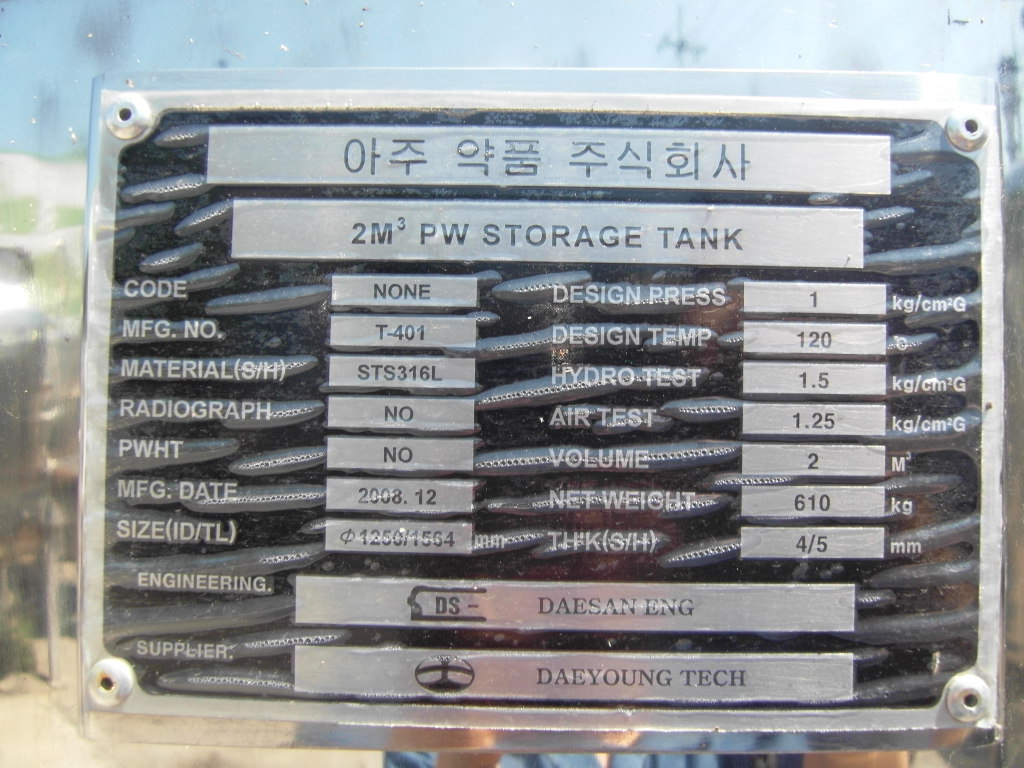 아주 약품 주식회사
2M³ PW STORAGE TANK
CODE NONE DESIGN PRESS 1 kg/cm²G
MFG. NO. T-401 DESIGN TEMP 120 ℃
MATERIAL(S/H) STS316L HYDRO TEST 1.5 kg/cm²G
RADIOGRAPH NO AIR TEST 1.25 kg/cm²G
PWHT NO VOLUME 2 M³
MFG. DATE 2008. 12 NET WEIGHT 610 kg
SIZE(ID/TL) mm THK(S/H) 4/5 mm
ENGINEERING. DS- DAESAN ENG
SUPPLIER. DAEYOUNG TECH